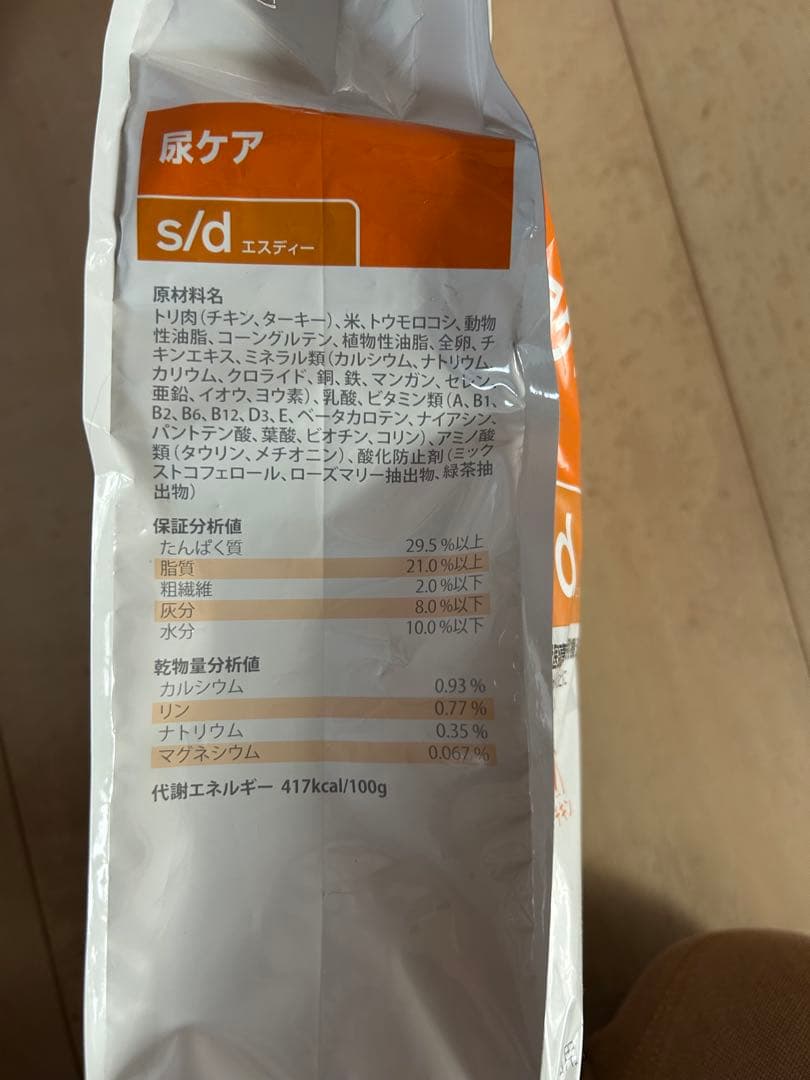 尿ケア
s/d エスディー
原材料名
トリ肉(チキン、ターキー)、米、トウモロコシ、動物
性油脂、コーングルテン、植物性油脂、全卵、チ
キンエキス、ミネラル類(カルシウム、ナトリウム、
カリウム、クロライド、銅、鉄、マンガン、セレン、
亜鉛、イオウ、ヨウ素)、乳酸、ビタミン類(A、B1、
B2、B6、B12、D3、E、ベータカロテン、ナイアシン、
パントテン酸、葉酸、ビオチン、コリン)、アミノ酸
類(タウリン、メチオニン)、酸化防止剤(ミック
ストコフェロール、ローズマリー抽出物、緑茶抽
出物)
保証分析値
たんぱく質 29.5%以上
脂質 21.0%以上
粗繊維 2.0%以下
灰分 8.0%以下
水分 10.0%以下
乾物量分析値
カルシウム 0.93%
リン 0.77%
ナトリウム 0.35%
マグネシウム 0.067%
代謝エネルギー 417kcal/100g
d